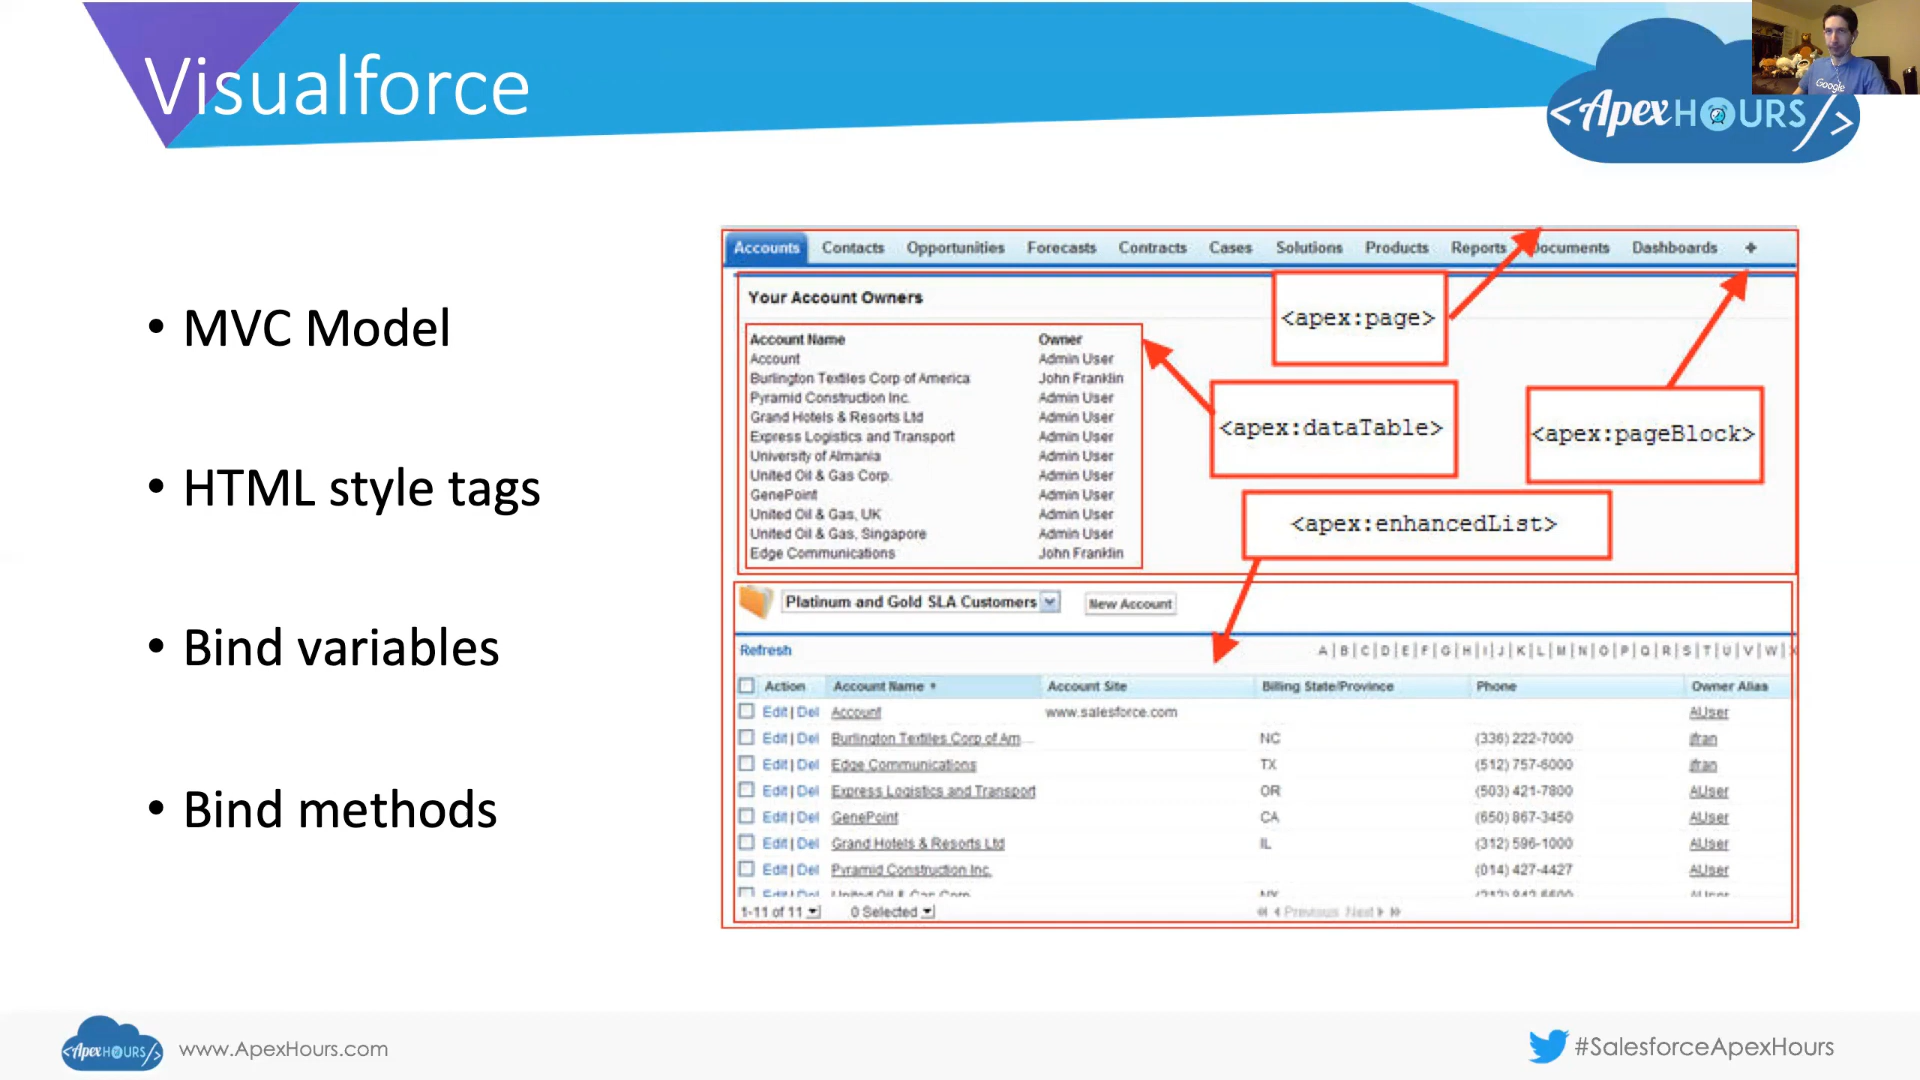 Visualforce
Google
<ApexHOURS/>
• MVC Model
• HTML style tags
• Bind variables
• Bind methods
Accounts Contacts Opportunities Forecasts Contracts Cases Solutions Products Reports Documents Dashboards +
Your Account Owners
<apex:page>
Account Name Owner
Account Admin User
Burlington Textiles Corp of America John Franklin
Pyramid Construction Inc. Admin User
Grand Hotels & Resorts Ltd Admin User
<apex:dataTable>
<apex:pageBlock>
Express Logistics and Transport Admin User
University of Almania Admin User
United Oil & Gas Corp. Admin User
GenePoint Admin User
United Oil & Gas, UK Admin User
<apex:enhancedList>
United Oil & Gas, Singapore Admin User
Edge Communications John Franklin
Platinum and Gold SLA Customers New Account
Refresh A|B|C|D|E|F|G|H|I|J|K|L|M|N|O|P|Q|R|S|T|U|V|W|X
Action Account Name Account Site Billing State/Province Phone Owner Alias
Edit | Del Account www.salesforce.com AUser
Edit | Del Burlington Textiles Corp of Am... NC (336) 222-7000 jfran
Edit | Del Edge Communications TX (512) 757-6000 jfran
Edit | Del Express Logistics and Transport OR (503) 421-7800 AUser
Edit | Del GenePoint CA (650) 867-3450 AUser
Edit | Del Grand Hotels & Resorts Ltd IL (312) 596-1000 AUser
Edit | Del Pyramid Construction Inc. (014) 427-4427 AUser
Edit | Del United Oil & Gas Corp. NY (212) 842-5500 AUser
1-11 of 11 0 Selected Previous Next
<ApexHOURS/> www.ApexHours.com
#SalesforceApexHours